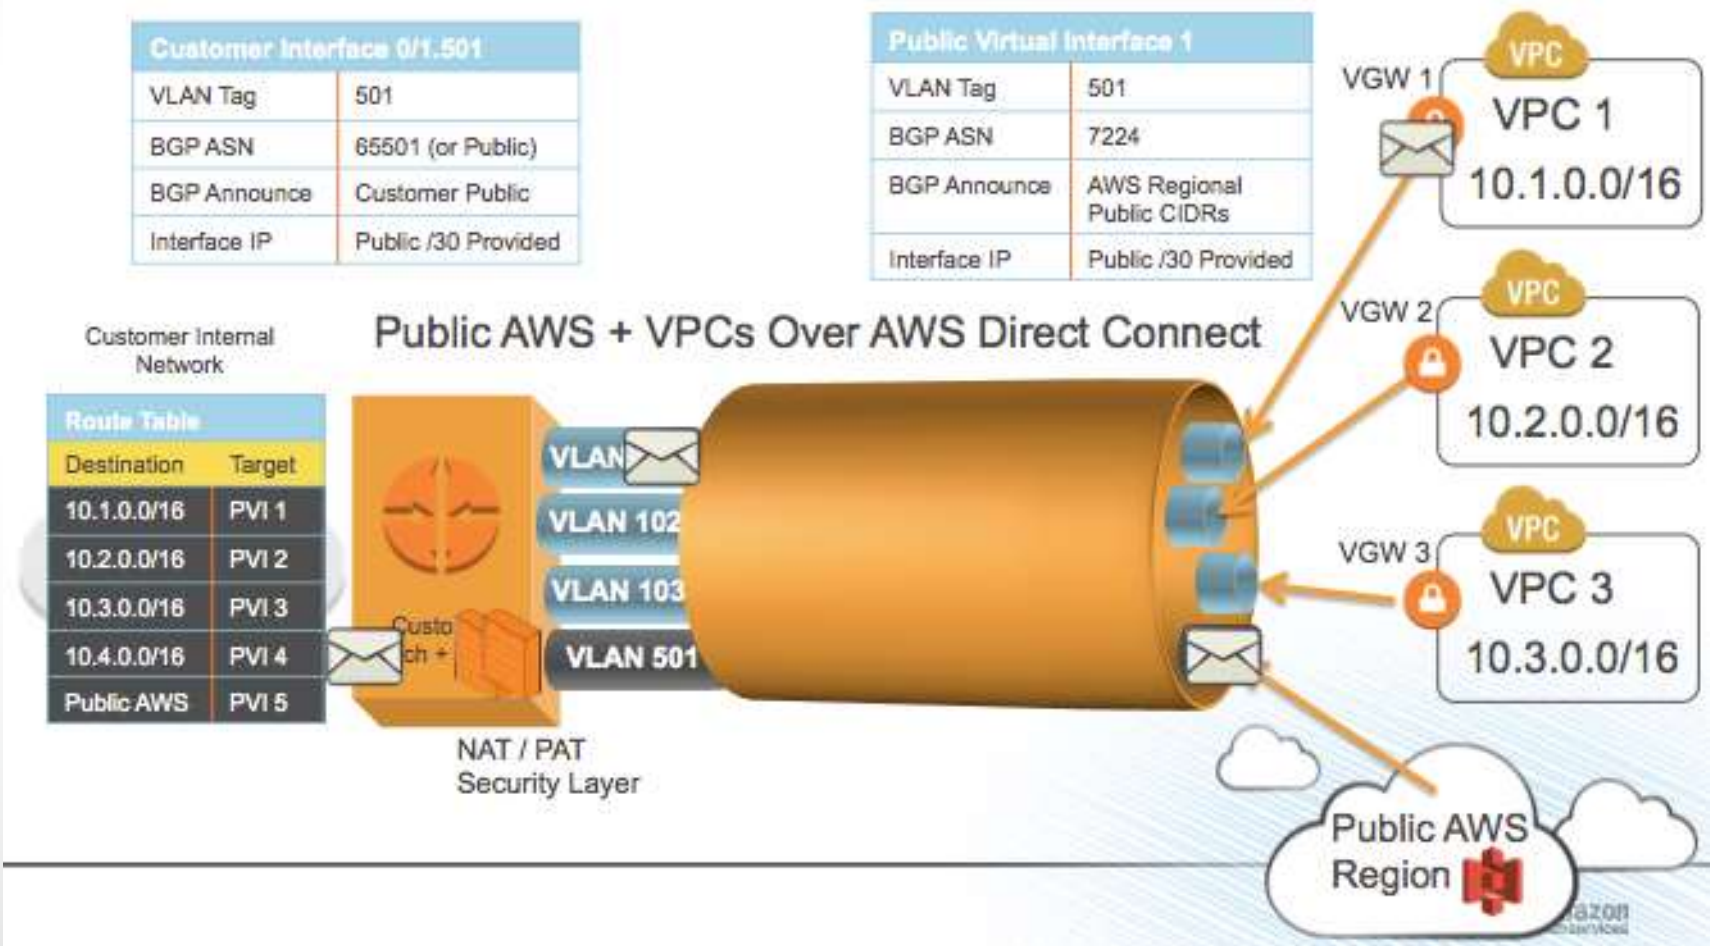 Customer Interface 0/1.501
VLAN Tag 501
BGP ASN 65501 (or Public)
BGP Announce Customer Public
Interface IP Public /30 Provided
Public Virtual Interface 1
VLAN Tag 501
BGP ASN 7224
BGP Announce AWS Regional
Public CIDRs
Interface IP Public /30 Provided
VGW 1
VPC
VPC 1
10.1.0.0/16
Public AWS + VPCs Over AWS Direct Connect
VGW 2
VPC
VPC 2
10.2.0.0/16
VGW 3
VPC
VPC 3
10.3.0.0/16
Customer Internal
Network
Route Table
Destination Target
10.1.0.0/16 PVI 1
10.2.0.0/16 PVI 2
10.3.0.0/16 PVI 3
10.4.0.0/16 PVI 4
Public AWS PVI 5
VLAN
VLAN 102
VLAN 103
VLAN 501
NAT / PAT
Security Layer
Public AWS
Region